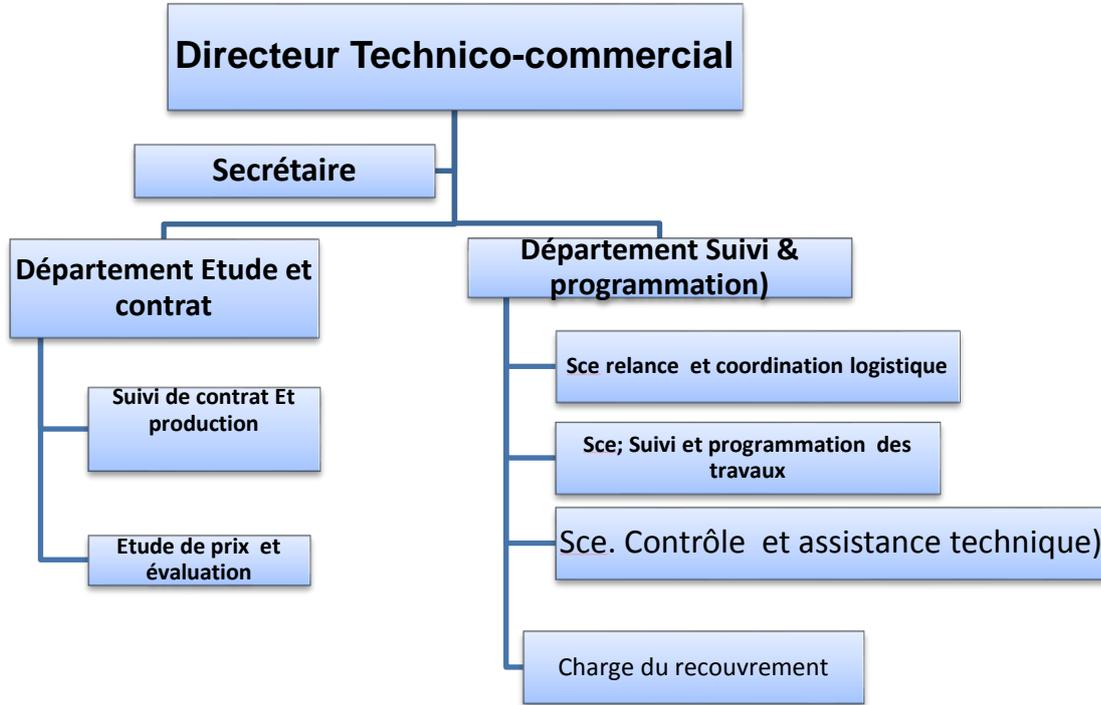 Directeur Technico-commercial
Secrétaire
Département Etude et
contrat
Suivi de contrat Et
production
Etude de prix et
évaluation
Département Suivi &
programmation)
Sce relance et coordination logistique
Sce; Suivi et programmation des
travaux
Sce. Contrôle et assistance technique)
Charge du recouvrement